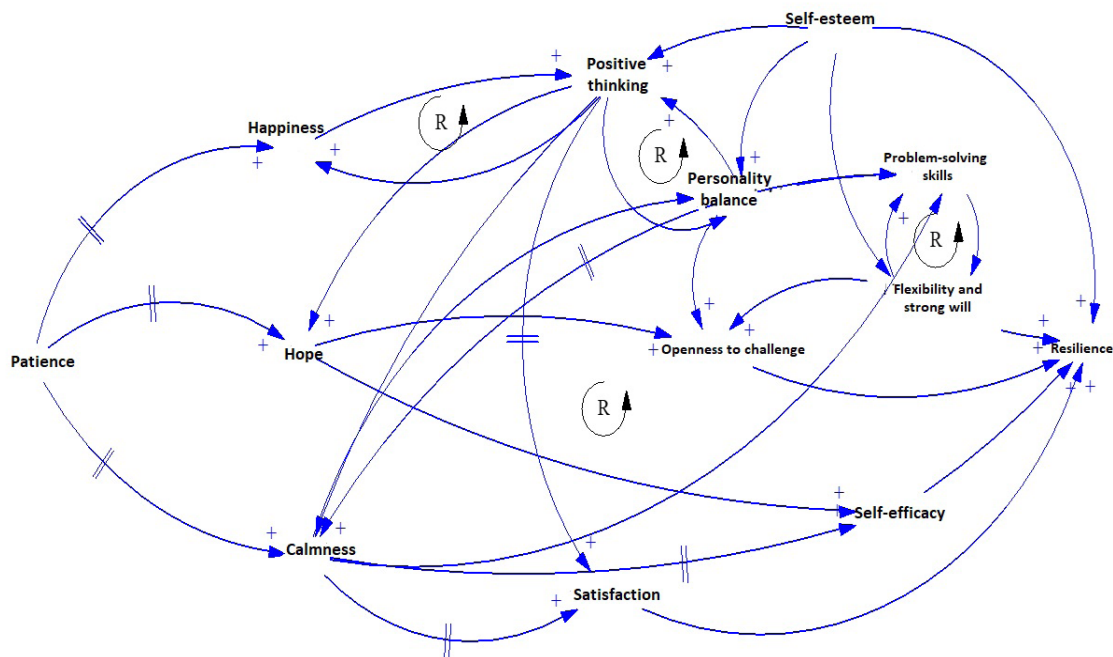 Self-esteem
Positive
thinking
Happiness
R
R
Problem-solving
skills
Personality
balance
R
Flexibility and
strong will
Patience
Hope
Openness to challenge
Resilience
R
Self-efficacy
Calmness
Satisfaction